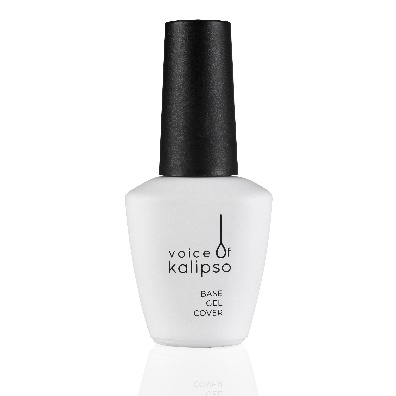 voice of
kalipso
BASE
GEL
COVER